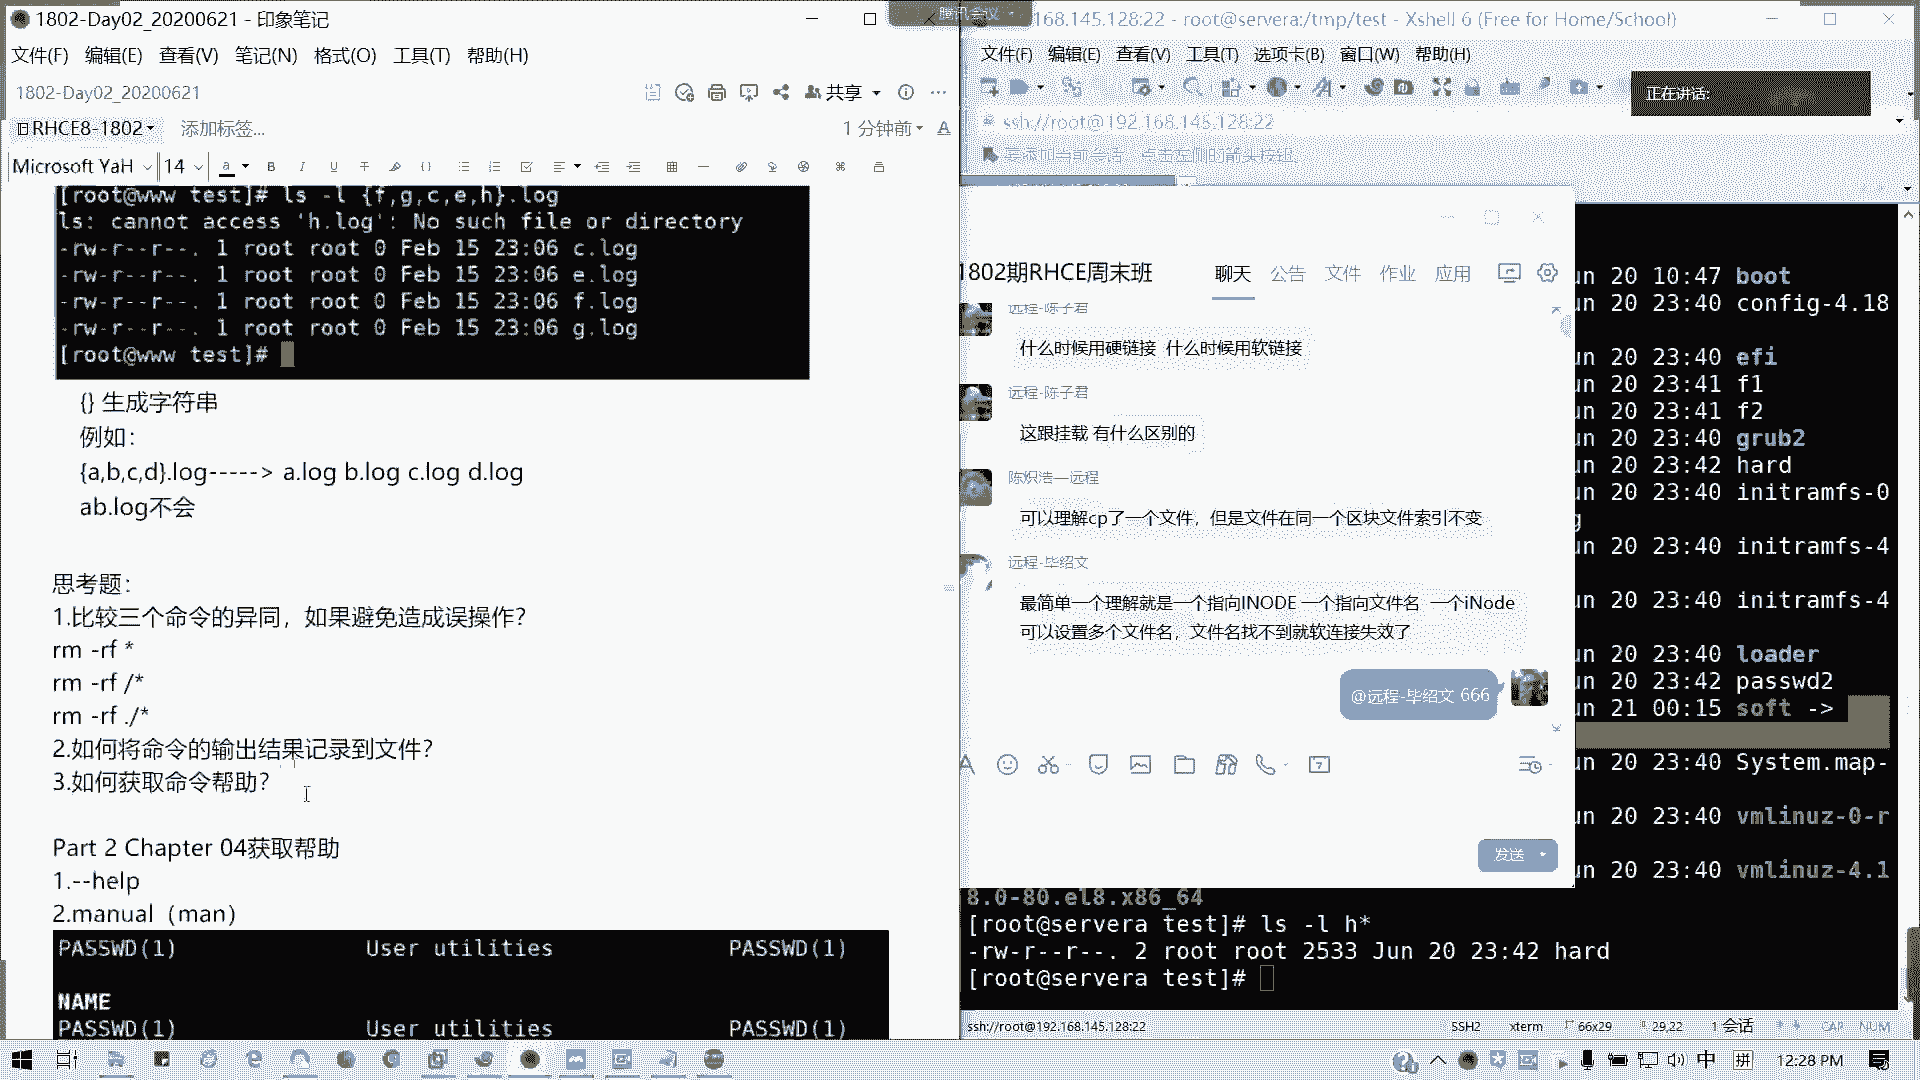 1802-Day02_20200621 - 印象笔记
文件(F) 编辑(E) 查看(V) 笔记(N) 格式(O) 工具(T) 帮助(H)
1802-Day02_20200621
共享
RHCE8-1802
添加标签...
1 分钟前
Microsoft YaH
14
[root@www test]# ls -l {f,g,c,e,h}.log
ls: cannot access 'h.log': No such file or directory
-rw-r--r--. 1 root root 0 Feb 15 23:06 c.log
-rw-r--r--. 1 root root 0 Feb 15 23:06 e.log
-rw-r--r--. 1 root root 0 Feb 15 23:06 f.log
-rw-r--r--. 1 root root 0 Feb 15 23:06 g.log
[root@www test]#
{} 生成字符串
例如：
{a,b,c,d}.log-----> a.log b.log c.log d.log
ab.log不会
思考题：
1.比较三个命令的异同，如果避免造成误操作？
rm -rf *
rm -rf /*
rm -rf ./*
2.如何将命令的输出结果记录到文件？
3.如何获取命令帮助？
Part 2 Chapter 04获取帮助
1.--help
2.manual（man）
PASSWD(1) User utilities PASSWD(1)
NAME
PASSWD(1) User utilities PASSWD(1)
腾讯会议
168.145.128:22 - root@servera:/tmp/test - Xshell 6 (Free for Home/School)
文件(F) 编辑(E) 查看(V) 工具(T) 选项卡(B) 窗口(W) 帮助(H)
正在讲话:
ssh://root@192.168.145.128:22
要添加当前会话，点击左侧的箭头按钮。
1802期RHCE周末班
聊天 公告 文件 作业 应用
远程-陈子君
什么时候用硬链接 什么时候用软链接
远程-陈子君
这跟挂载 有什么区别的
陈炽浩—远程
可以理解cp了一个文件，但是文件在同一个区块文件索引不变
远程-毕绍文
最简单一个理解就是一个指向INODE 一个指向文件名 一个iNode
可以设置多个文件名，文件名找不到就软连接失效了
@远程-毕绍文 666
发送
un 20 10:47 boot
un 20 23:40 config-4.18
un 20 23:40 efi
un 20 23:41 f1
un 20 23:41 f2
un 20 23:40 grub2
un 20 23:42 hard
un 20 23:40 initramfs-0
g
un 20 23:40 initramfs-4
un 20 23:40 initramfs-4
un 20 23:40 loader
un 20 23:42 passwd2
un 21 00:15 soft ->
un 20 23:40 System.map-
un 20 23:40 vmlinuz-0-r
un 20 23:40 vmlinuz-4.1
8.0-80.el8.x86_64
[root@servera test]# ls -l h*
-rw-r--r--. 2 root root 2533 Jun 20 23:42 hard
[root@servera test]#
ssh://root@192.168.145.128:22
SSH2 xterm 66x29 29,22 1 会话 CAP NUM
中 拼 12:28 PM